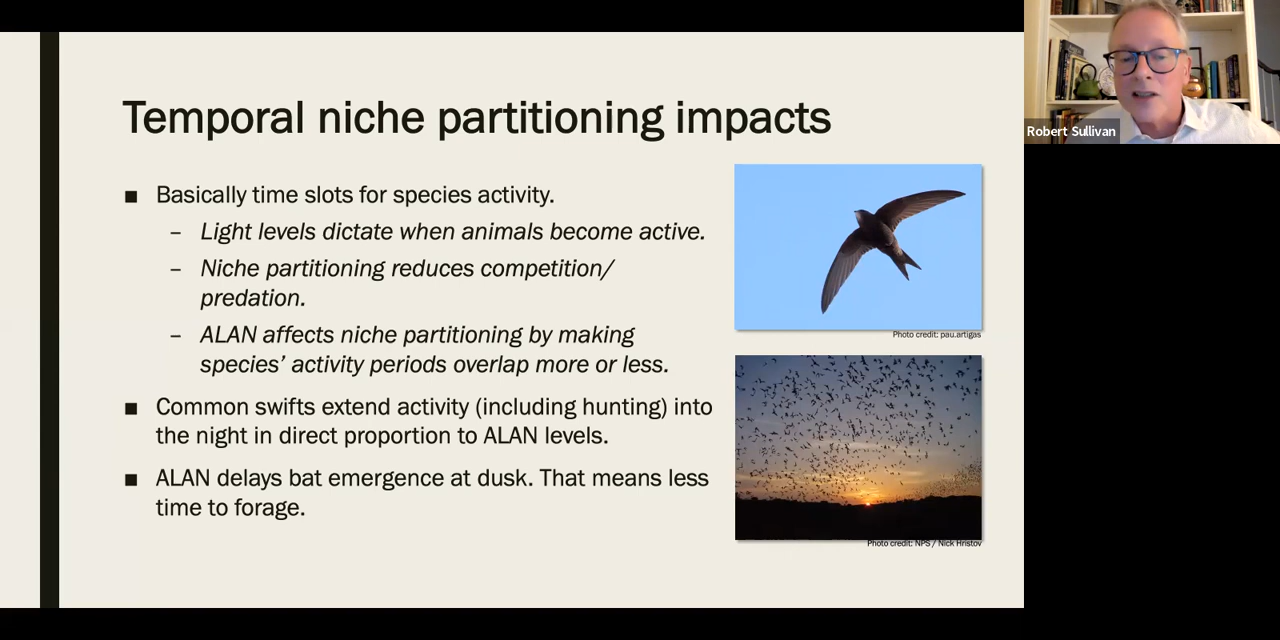 Temporal niche partitioning impacts
■ Basically time slots for species activity.
– Light levels dictate when animals become active.
– Niche partitioning reduces competition/
predation.
– ALAN affects niche partitioning by making
species’ activity periods overlap more or less.
■ Common swifts extend activity (including hunting) into
the night in direct proportion to ALAN levels.
■ ALAN delays bat emergence at dusk. That means less
time to forage.
Photo credit: pau.artigas
Photo credit: NPS / Nick Hristov
Robert Sullivan